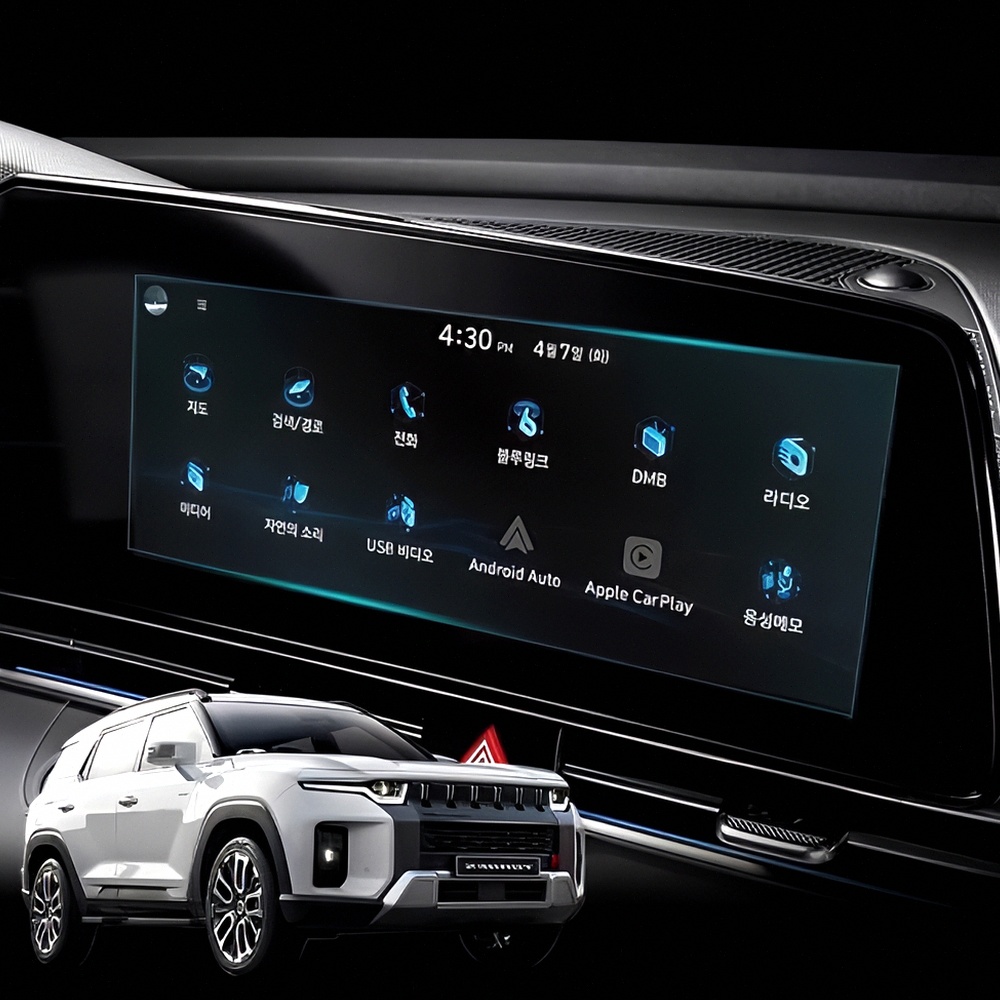 4:30 PM 4월 7일 (화)
지도
검색/경로
전화
블루링크
DMB
라디오
미디어
자연의 소리
USB 비디오
Android Auto
Apple CarPlay
음성메모